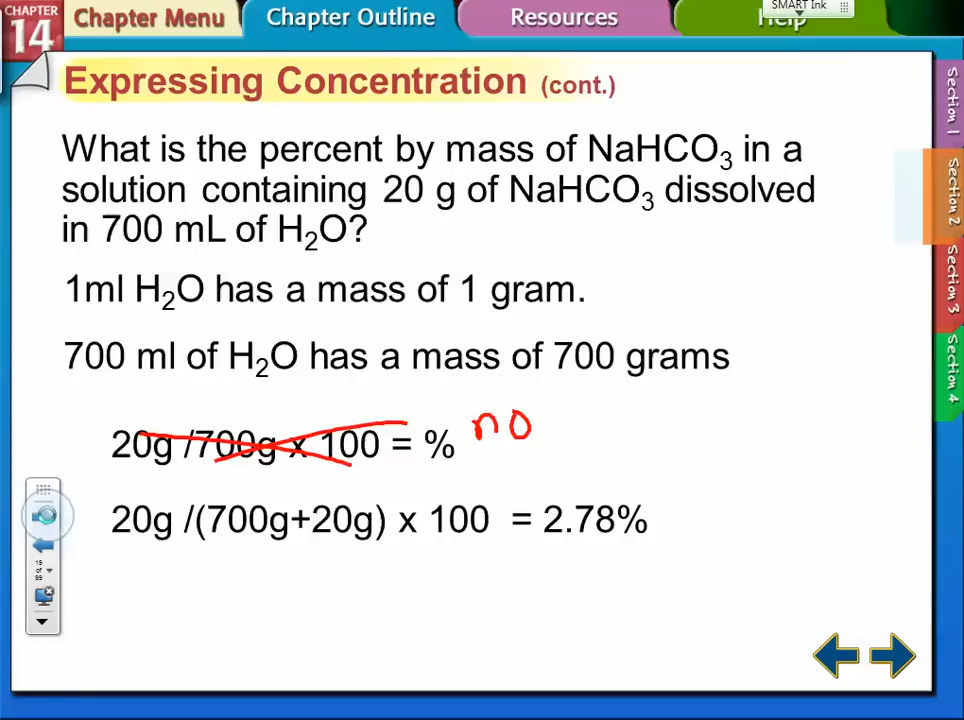 CHAPTER
14
Chapter Menu
Chapter Outline
Resources
Help
SMART Ink
Expressing Concentration (cont.)
What is the percent by mass of NaHCO₃ in a
solution containing 20 g of NaHCO₃ dissolved
in 700 mL of H₂O?
1ml H₂O has a mass of 1 gram.
700 ml of H₂O has a mass of 700 grams
20g /700g x 100 = %
no
20g /(700g+20g) x 100 = 2.78%
19
of
99
Section 1
Section 2
Section 3
Section 4